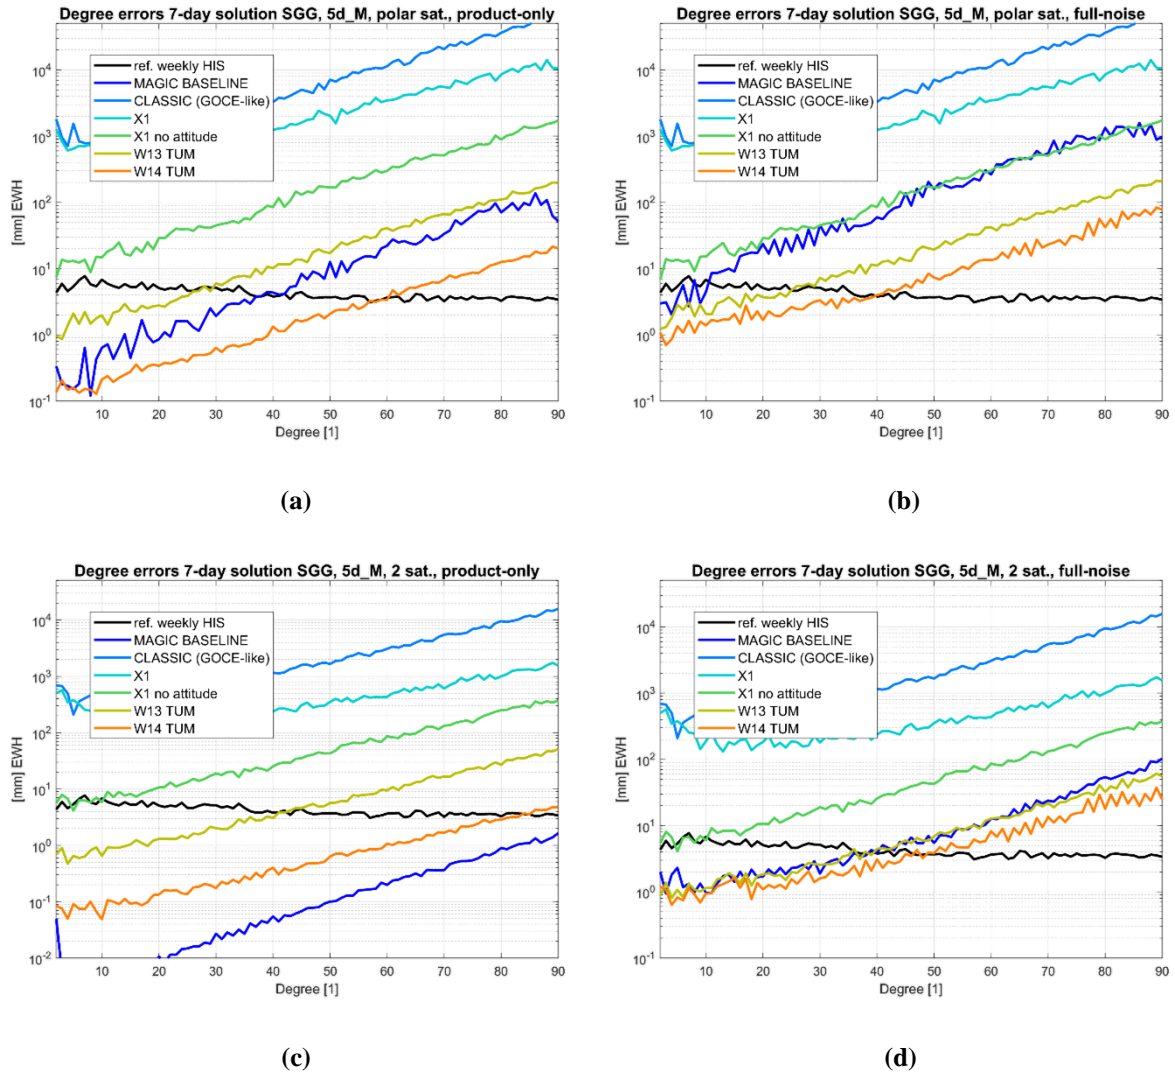 Degree errors 7-day solution SGG, 5d_M, polar sat., product-only
[mm] EWH
10^4
10^3
10^2
10^1
10^0
10^-1
ref. weekly HIS
MAGIC BASELINE
CLASSIC (GOCE-like)
X1
X1 no attitude
W13 TUM
W14 TUM
10 20 30 40 50 60 70 80 90
Degree [1]
(a)
Degree errors 7-day solution SGG, 5d_M, polar sat., full-noise
[mm] EWH
10^4
10^3
10^2
10^1
10^0
10^-1
ref. weekly HIS
MAGIC BASELINE
CLASSIC (GOCE-like)
X1
X1 no attitude
W13 TUM
W14 TUM
10 20 30 40 50 60 70 80 90
Degree [1]
(b)
Degree errors 7-day solution SGG, 5d_M, 2 sat., product-only
[mm] EWH
10^4
10^3
10^2
10^1
10^0
10^-1
10^-2
ref. weekly HIS
MAGIC BASELINE
CLASSIC (GOCE-like)
X1
X1 no attitude
W13 TUM
W14 TUM
10 20 30 40 50 60 70 80 90
Degree [1]
(c)
Degree errors 7-day solution SGG, 5d_M, 2 sat., full-noise
[mm] EWH
10^4
10^3
10^2
10^1
10^0
10^-1
ref. weekly HIS
MAGIC BASELINE
CLASSIC (GOCE-like)
X1
X1 no attitude
W13 TUM
W14 TUM
10 20 30 40 50 60 70 80 90
Degree [1]
(d)